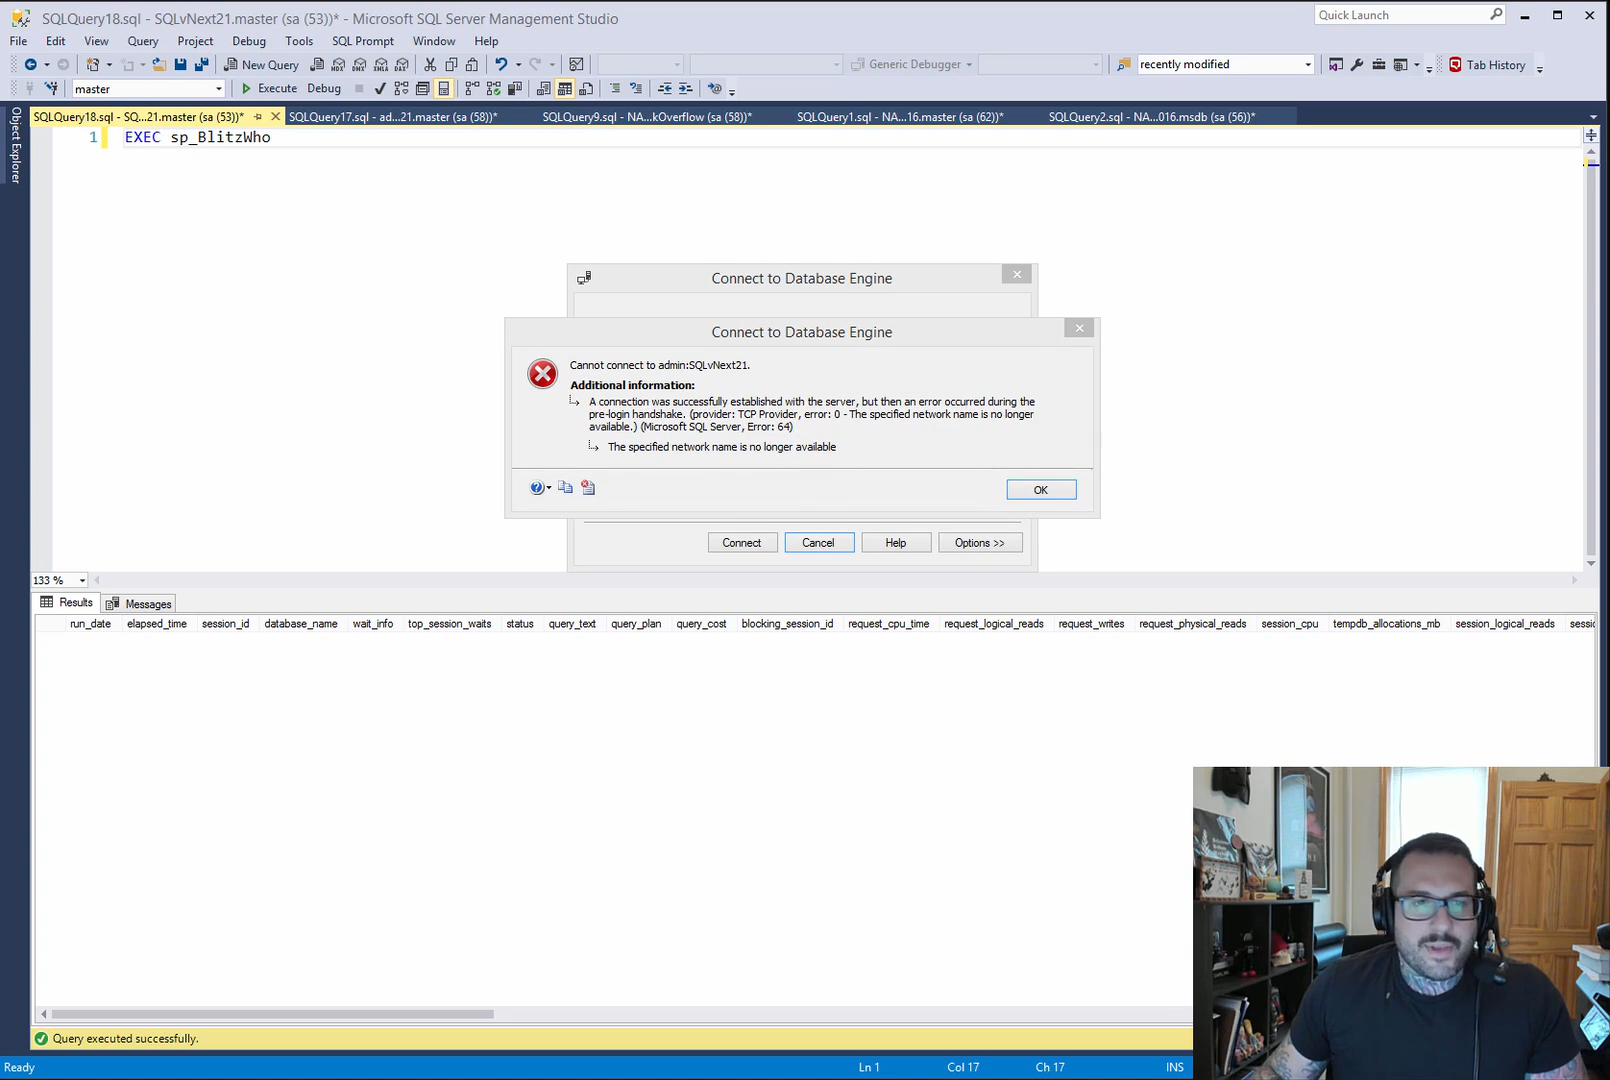 SQLQuery18.sql - SQLvNext21.master (sa (53))* - Microsoft SQL Server Management Studio
Quick Launch
File Edit View Query Project Debug Tools SQL Prompt Window Help
New Query
Generic Debugger
recently modified
Tab History
master
Execute Debug
SQLQuery18.sql - SQ...21.master (sa (53))*
SQLQuery17.sql - ad...21.master (sa (58))*
SQLQuery9.sql - NA...kOverflow (sa (58))*
SQLQuery1.sql - NA...16.master (sa (62))*
SQLQuery2.sql - NA...016.msdb (sa (56))*
Object Explorer
1 EXEC sp_BlitzWho
Connect to Database Engine
Connect to Database Engine
Cannot connect to admin:SQLvNext21.
Additional information:
A connection was successfully established with the server, but then an error occurred during the
pre-login handshake. (provider: TCP Provider, error: 0 - The specified network name is no longer
available.) (Microsoft SQL Server, Error: 64)
The specified network name is no longer available
OK
Connect Cancel Help Options >>
133 %
Results Messages
run_date elapsed_time session_id database_name wait_info top_session_waits status query_text query_plan query_cost blocking_session_id request_cpu_time request_logical_reads request_writes request_physical_reads session_cpu tempdb_allocations_mb session_logical_reads
Query executed successfully.
Ready Ln 1 Col 17 Ch 17 INS